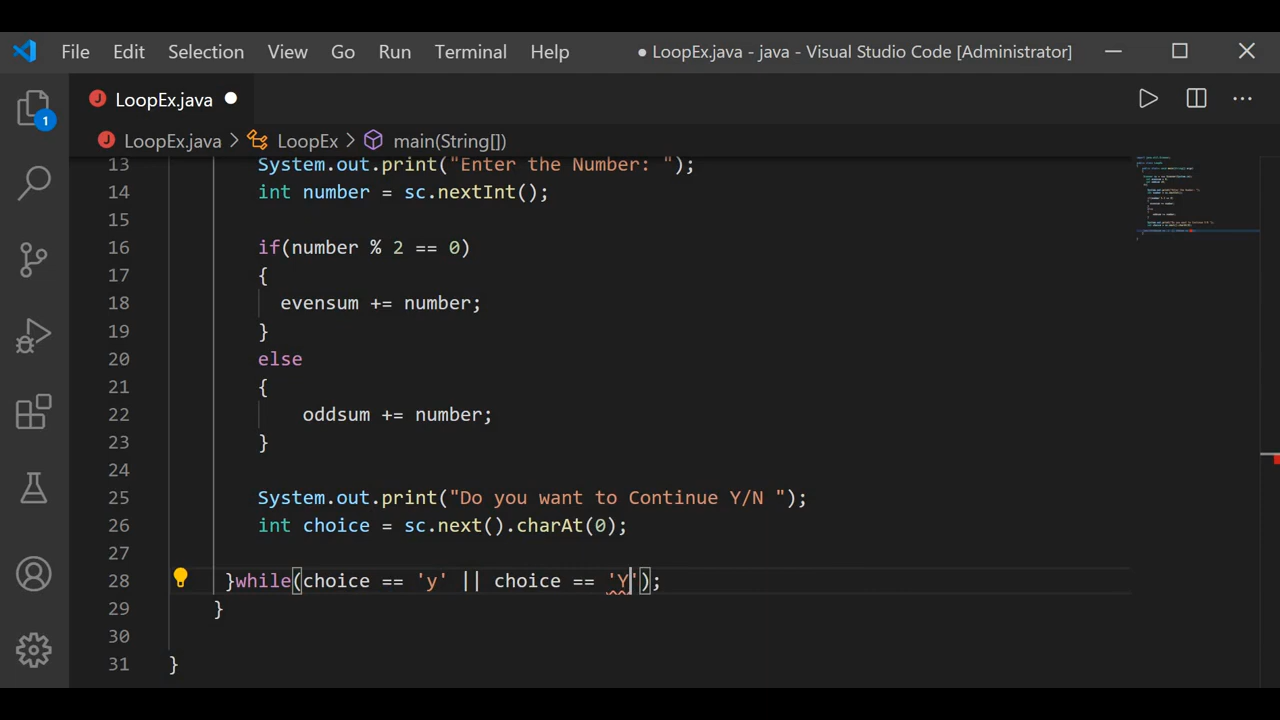 File Edit Selection View Go Run Terminal Help ● LoopEx.java - java - Visual Studio Code [Administrator]
J LoopEx.java ●
1
J LoopEx.java > LoopEx > main(String[])
13 System.out.print("Enter the Number: ");
14 int number = sc.nextInt();
15
16 if(number % 2 == 0)
17 {
18 evensum += number;
19 }
20 else
21 {
22 oddsum += number;
23 }
24
25 System.out.print("Do you want to Continue Y/N ");
26 int choice = sc.next().charAt(0);
27
28 }while(choice == 'y' || choice == 'Y');
29 }
30
31 }